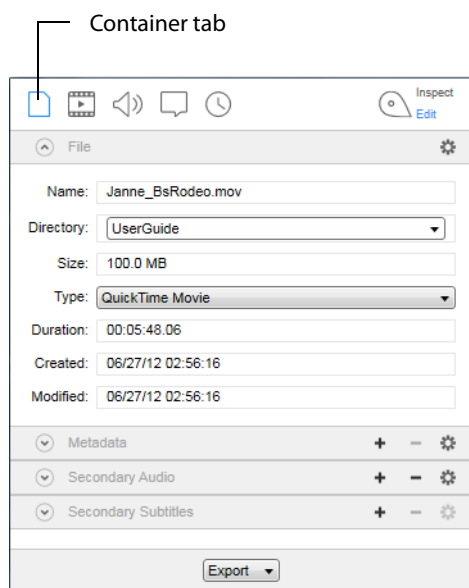 Container tab
Inspect
Edit
File
Name: Janne_BsRodeo.mov
Directory: UserGuide
Size: 100.0 MB
Type: QuickTime Movie
Duration: 00:05:48.06
Created: 06/27/12 02:56:16
Modified: 06/27/12 02:56:16
Metadata
Secondary Audio
Secondary Subtitles
Export